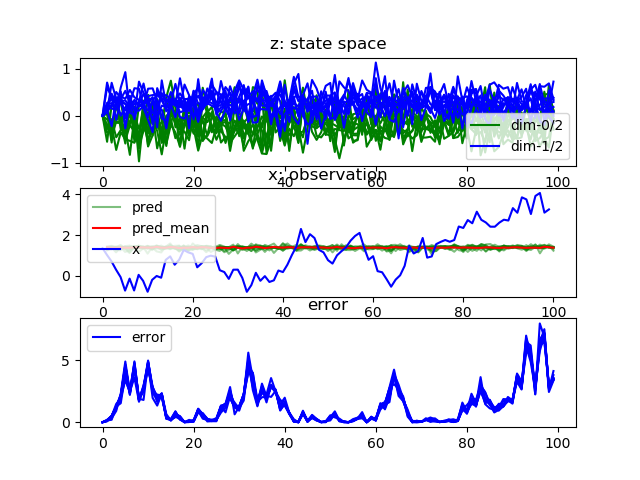 z: state space
1
0
−1
dim-0/2
dim-1/2
0 20 40 60 80 100
x: observation
4
2
0
pred
pred_mean
x
0 20 40 60 80 100
error
5
0
error
0 20 40 60 80 100